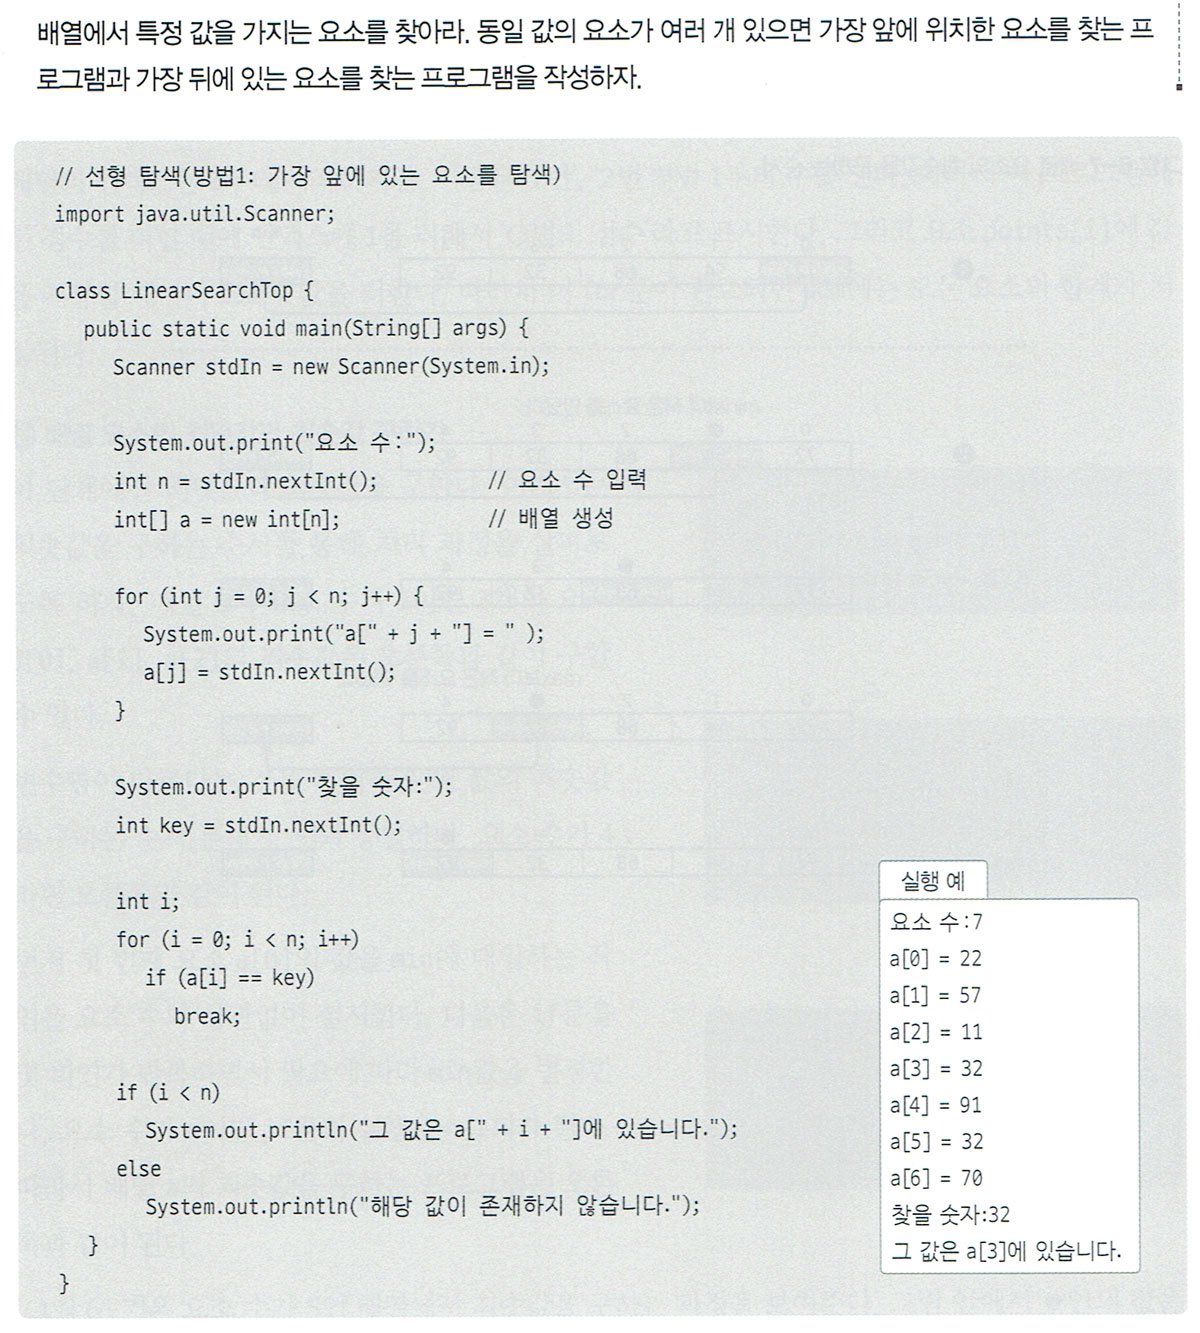 배열에서 특정 값을 가지는 요소를 찾아라. 동일 값의 요소가 여러 개 있으면 가장 앞에 위치한 요소를 찾는 프
로그램과 가장 뒤에 있는 요소를 찾는 프로그램을 작성하자.
// 선형 탐색(방법1: 가장 앞에 있는 요소를 탐색)
import java.util.Scanner;
class LinearSearchTop {
public static void main(String[] args) {
Scanner stdIn = new Scanner(System.in);
System.out.print("요소 수:");
int n = stdIn.nextInt(); // 요소 수 입력
int[] a = new int[n]; // 배열 생성
for (int j = 0; j < n; j++) {
System.out.print("a[" + j + "] = " );
a[j] = stdIn.nextInt();
}
System.out.print("찾을 숫자:");
int key = stdIn.nextInt();
int i;
for (i = 0; i < n; i++)
if (a[i] == key)
break;
if (i < n)
System.out.println("그 값은 a[" + i + "]에 있습니다.");
else
System.out.println("해당 값이 존재하지 않습니다.");
}
}
실행 예
요소 수:7
a[0] = 22
a[1] = 57
a[2] = 11
a[3] = 32
a[4] = 91
a[5] = 32
a[6] = 70
찾을 숫자:32
그 값은 a[3]에 있습니다.